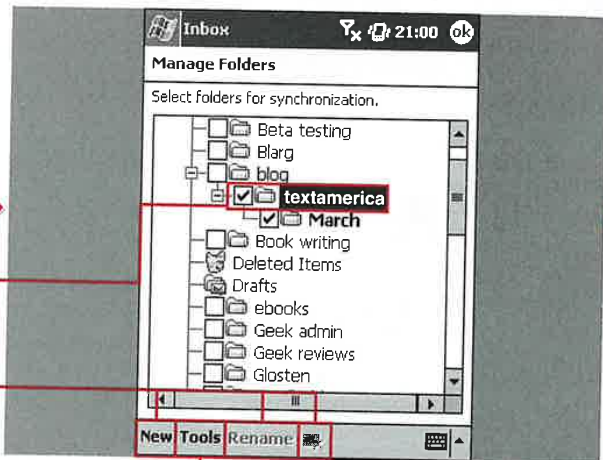 Inbox 21:00 ok
Manage Folders
Select folders for synchronization.
Beta testing
Blarg
blog
textamerica
March
Book writing
Deleted Items
Drafts
ebooks
Geek admin
Geek reviews
Glosten
New Tools Rename